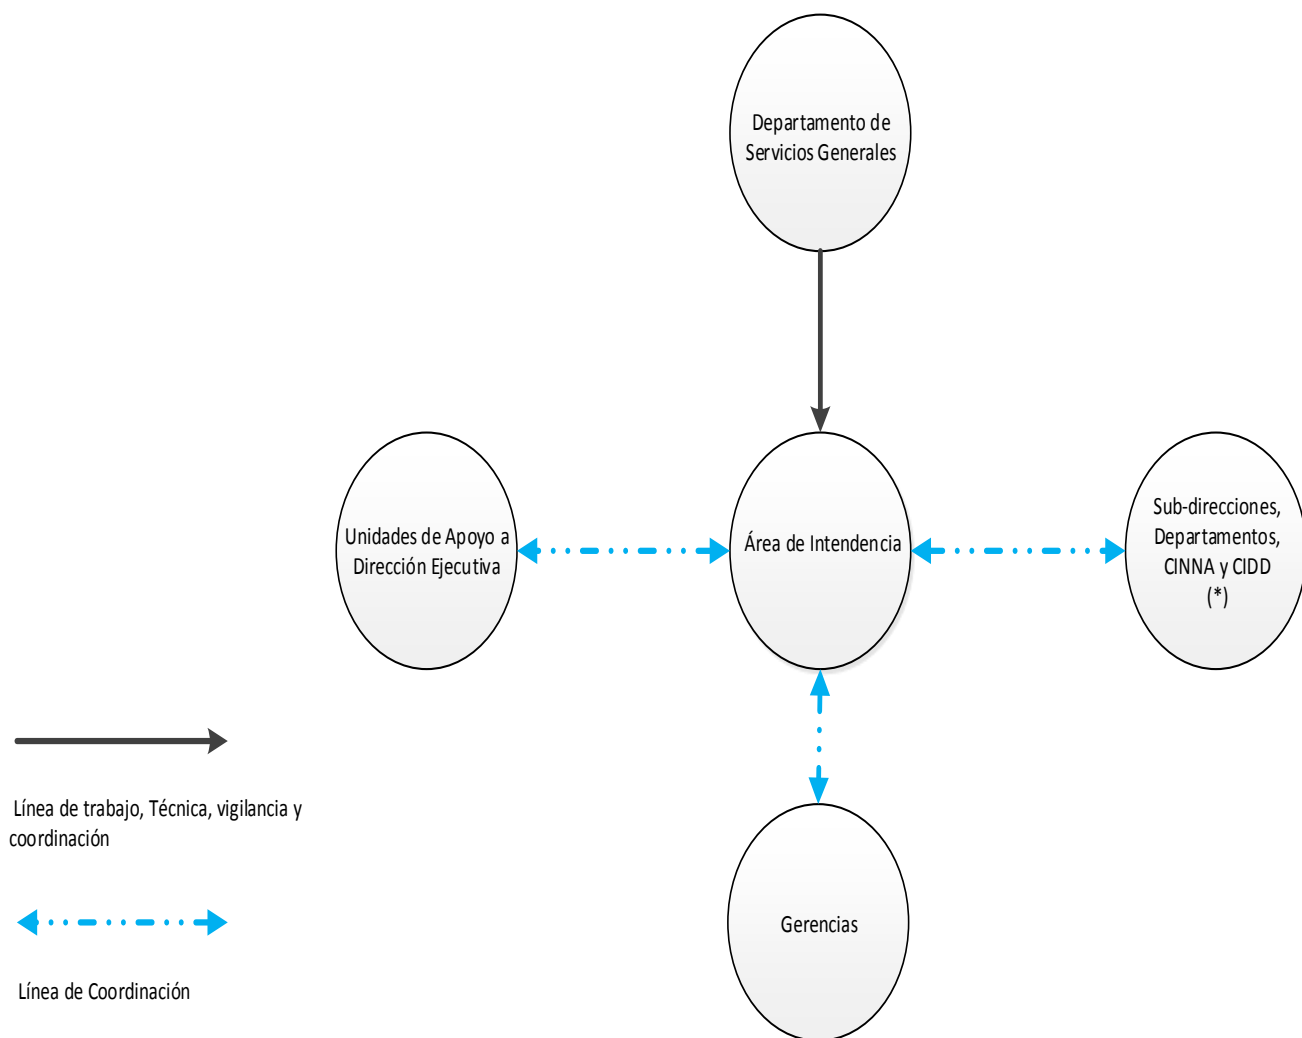 Departamento de
Servicios Generales
Unidades de Apoyo a
Dirección Ejecutiva
Área de Intendencia
Sub-direcciones,
Departamentos,
CINNA y CIDD
(*)
Línea de trabajo, Técnica, vigilancia y
coordinación
Gerencias
Línea de Coordinación